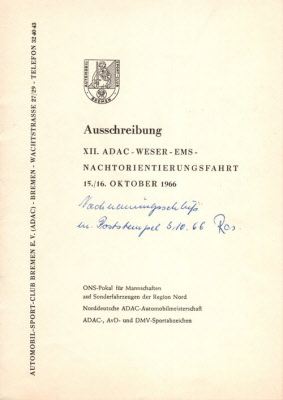 AUTOMOBIL-SPORT-CLUB BREMEN E.V. (ADAC) - BREMEN - WACHTSTRASSE 27/29 - TELEFON 32 40 43
BREMEN
Ausschreibung
XII. ADAC-WESER-EMS-
NACHTORIENTIERUNGSFAHRT
15./16. OKTOBER 1966
Nachnennungsschluß
m. Poststempel 5.10.66
ONS-Pokal für Mannschaften
auf Sonderfahrzeugen der Region Nord
Norddeutsche ADAC-Automobilmeisterschaft
ADAC-, AvD- und DMV-Sportabzeichen